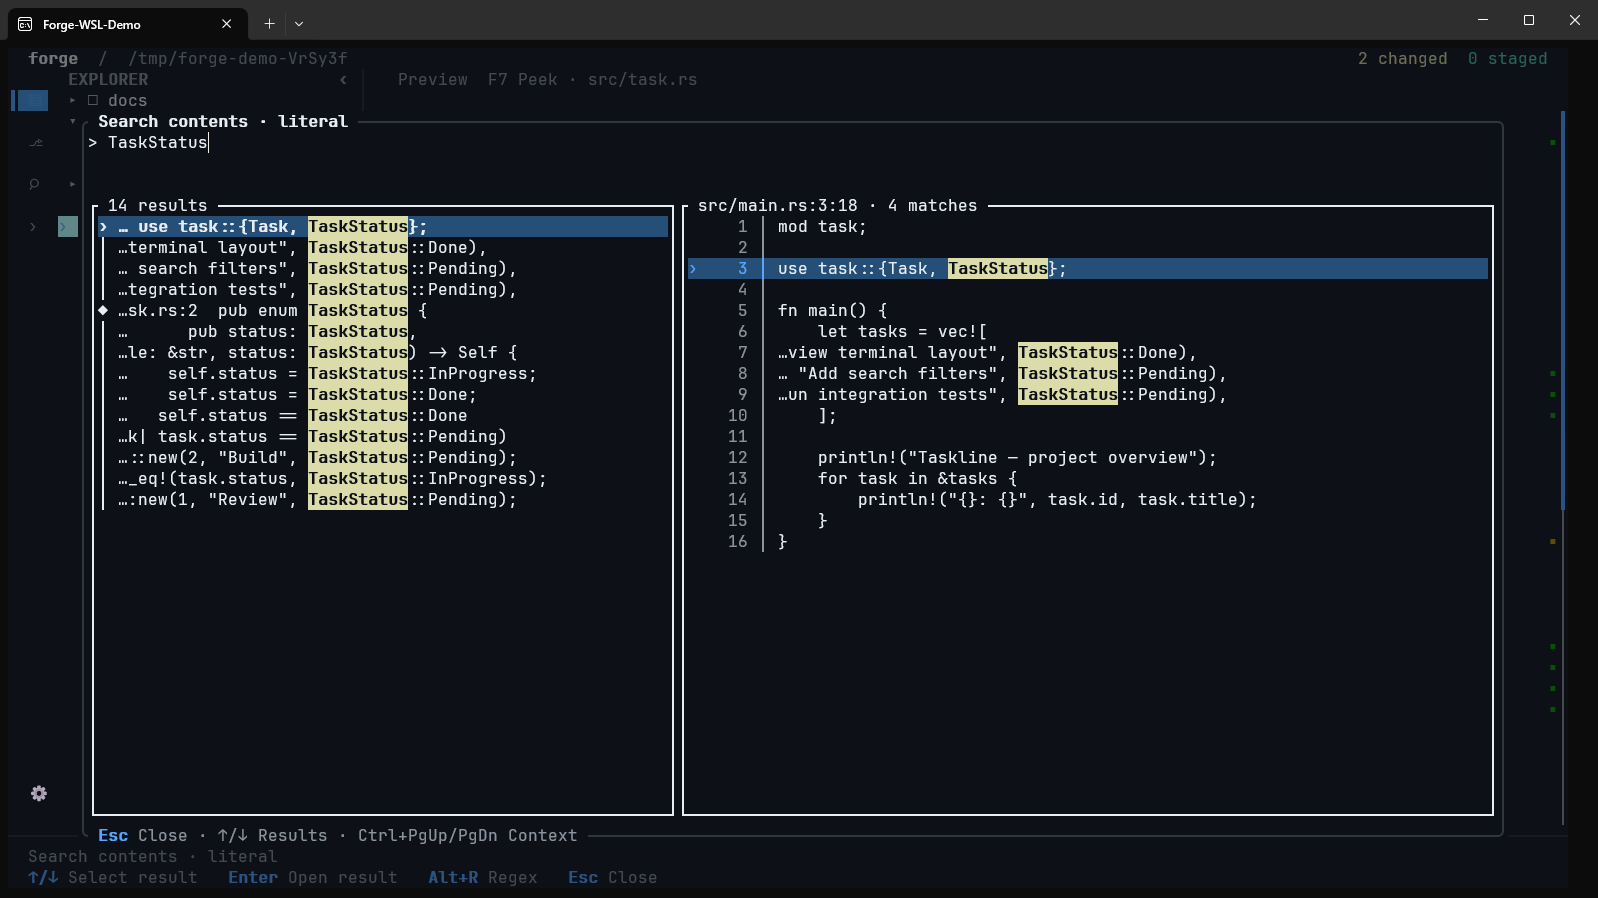 Forge-WSL-Demo
forge / /tmp/forge-demo-VrSy3f
2 changed 0 staged
EXPLORER
Preview F7 Peek · src/task.rs
docs
Search contents · literal
> TaskStatus
14 results
› … use task::{Task, TaskStatus};
…terminal layout", TaskStatus::Done),
… search filters", TaskStatus::Pending),
…tegration tests", TaskStatus::Pending),
◆ …sk.rs:2  pub enum TaskStatus {
…      pub status: TaskStatus,
…le: &str, status: TaskStatus) -> Self {
…    self.status = TaskStatus::InProgress;
…    self.status = TaskStatus::Done;
…   self.status == TaskStatus::Done
…k| task.status == TaskStatus::Pending)
…::new(2, "Build", TaskStatus::Pending);
…_eq!(task.status, TaskStatus::InProgress);
…:new(1, "Review", TaskStatus::Pending);
src/main.rs:3:18 · 4 matches
1 mod task;
2
› 3 use task::{Task, TaskStatus};
4
5 fn main() {
6     let tasks = vec![
7 …view terminal layout", TaskStatus::Done),
8 … "Add search filters", TaskStatus::Pending),
9 …un integration tests", TaskStatus::Pending),
10     ];
11
12     println!("Taskline — project overview");
13     for task in &tasks {
14         println!("{}: {}", task.id, task.title);
15     }
16 }
Esc Close · ↑/↓ Results · Ctrl+PgUp/PgDn Context
Search contents · literal
↑/↓ Select result Enter Open result Alt+R Regex Esc Close